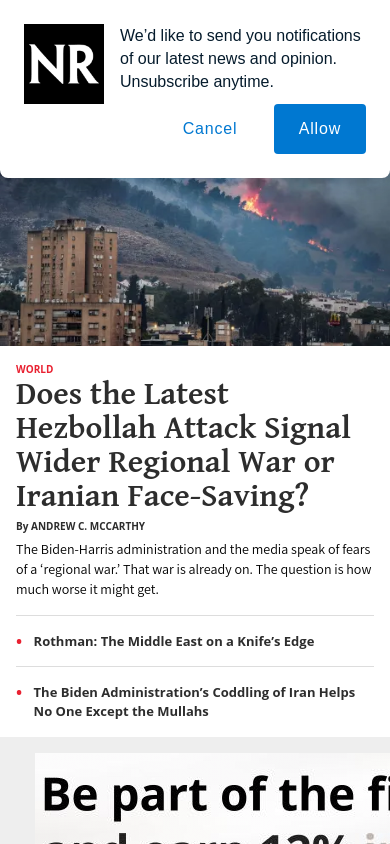 NR
We’d like to send you notifications
of our latest news and opinion.
Unsubscribe anytime.
Cancel
Allow
WORLD
Does the Latest
Hezbollah Attack Signal
Wider Regional War or
Iranian Face-Saving?
By ANDREW C. MCCARTHY
The Biden-Harris administration and the media speak of fears
of a ‘regional war.’ That war is already on. The question is how
much worse it might get.
• Rothman: The Middle East on a Knife’s Edge
• The Biden Administration’s Coddling of Iran Helps
No One Except the Mullahs
Be part of the fi
and earn 12%